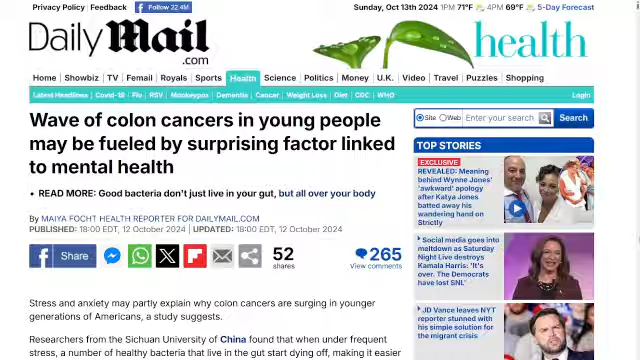 Privacy Policy
Feedback
Follow 22.4M
Sunday, Oct 13th 2024 1PM 71°F 4PM 69°F 5-Day Forecast
Daily Mail
.com
health
Home Showbiz TV Femail Royals Sports Health Science Politics Money U.K. Video Travel Puzzles Shopping
Latest Headlines Covid-19 Flu RSV Monkeypox Dementia Cancer Weight Loss Diet CDC WHO Login
Wave of colon cancers in young people
may be fueled by surprising factor linked
to mental health
• READ MORE: Good bacteria don't just live in your gut, but all over your body
By MAIYA FOCHT HEALTH REPORTER FOR DAILYMAIL.COM
PUBLISHED: 18:00 EDT, 12 October 2024 | UPDATED: 18:00 EDT, 12 October 2024
Share
52
shares
265
View comments
Stress and anxiety may partly explain why colon cancers are surging in younger
generations of Americans, a study suggests.
Researchers from the Sichuan University of China found that when under frequent
stress, a number of healthy bacteria that live in the gut start dying off, making it easier
Site Web Enter your search Search
TOP STORIES
EXCLUSIVE
REVEALED: Meaning
behind Wynne Jones'
'awkward' apology
after Katya Jones
batted away his
wandering hand on
Strictly
Social media goes into
meltdown as Saturday
Night Live destroys
Kamala Harris: 'It's
over. The Democrats
have lost SNL'
JD Vance leaves NYT
reporter stunned with
his simple solution for
the migrant crisis